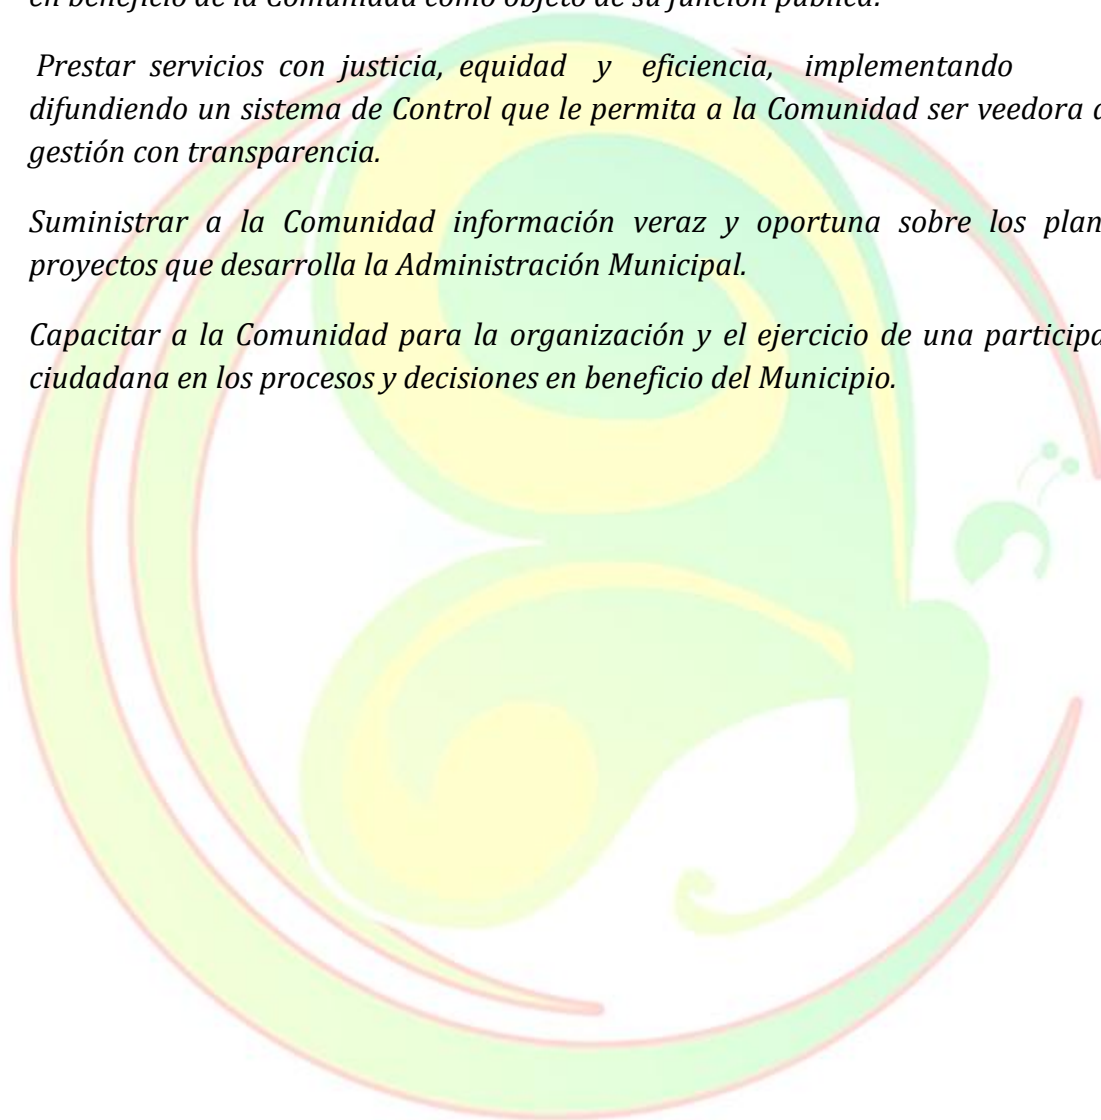 en beneficio de la Comunidad como objeto de su función pública.
Prestar servicios con justicia, equidad y eficiencia, implementando
difundiendo un sistema de Control que le permita a la Comunidad ser veedora
gestión con transparencia.
Suministrar a la Comunidad información veraz y oportuna sobre los plan
proyectos que desarrolla la Administración Municipal.
Capacitar a la Comunidad para la organización y el ejercicio de una participa
ciudadana en los procesos y decisiones en beneficio del Municipio.